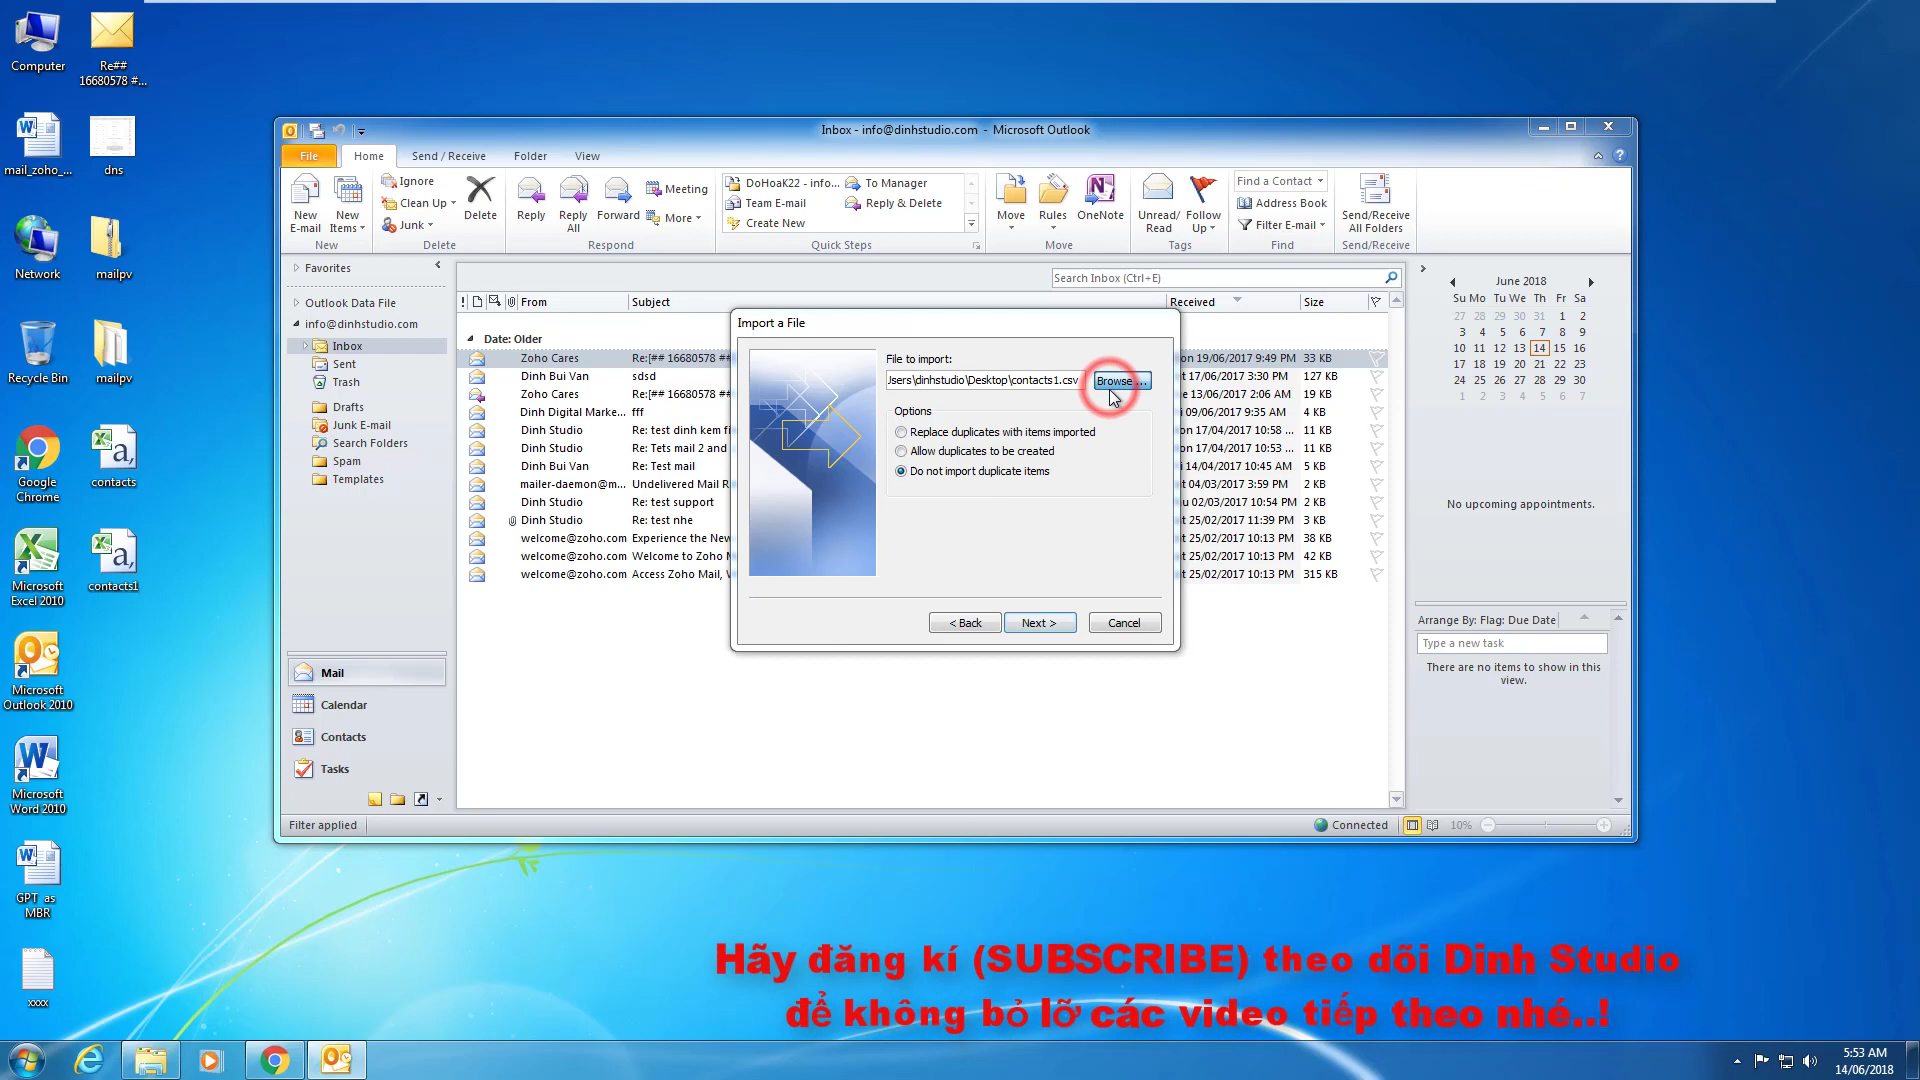 Computer
Re##
16680578 #...
mail_zoho_...
dns
Network
mailpv
Recycle Bin
mailpv
Google
Chrome
contacts
Microsoft
Excel 2010
contacts1
Microsoft
Outlook 2010
Microsoft
Word 2010
GPT as
MBR
xxxx
Inbox - info@dinhstudio.com - Microsoft Outlook
File Home Send / Receive Folder View
New
E-mail
New
Items
New
Ignore
Clean Up
Junk
Delete
Delete
Reply
Reply
All
Forward
Meeting
More
Respond
DoHoaK22 - info...
Team E-mail
Create New
To Manager
Reply & Delete
Quick Steps
Move
Rules
OneNote
Move
Unread/
Read
Follow
Up
Tags
Find a Contact
Address Book
Filter E-mail
Find
Send/Receive
All Folders
Send/Receive
Favorites
Outlook Data File
info@dinhstudio.com
Inbox
Sent
Trash
Drafts
Junk E-mail
Search Folders
Spam
Templates
Mail
Calendar
Contacts
Tasks
Search Inbox (Ctrl+E)
From Subject Received Size
Date: Older
Zoho Cares Re:[## 16680578 ## on 19/06/2017 9:49 PM 33 KB
Dinh Bui Van sdsd t 17/06/2017 3:30 PM 127 KB
Zoho Cares Re:[## 16680578 ## e 13/06/2017 2:06 AM 19 KB
Dinh Digital Marke... fff i 09/06/2017 9:35 AM 4 KB
Dinh Studio Re: test dinh kem fi n 17/04/2017 10:58 ... 11 KB
Dinh Studio Re: Tets mail 2 and n 17/04/2017 10:53 ... 11 KB
Dinh Bui Van Re: Test mail i 14/04/2017 10:45 AM 5 KB
mailer-daemon@m... Undelivered Mail R t 04/03/2017 3:59 PM 2 KB
Dinh Studio Re: test support u 02/03/2017 10:54 PM 2 KB
Dinh Studio Re: test nhe t 25/02/2017 11:39 PM 3 KB
welcome@zoho.com Experience the New t 25/02/2017 10:13 PM 38 KB
welcome@zoho.com Welcome to Zoho t 25/02/2017 10:13 PM 42 KB
welcome@zoho.com Access Zoho Mail, t 25/02/2017 10:13 PM 315 KB
Import a File
File to import:
Jsers\dinhstudio\Desktop\contacts1.csv Browse ...
Options
Replace duplicates with items imported
Allow duplicates to be created
Do not import duplicate items
< Back Next > Cancel
June 2018
Su Mo Tu We Th Fr Sa
27 28 29 30 31 1 2
3 4 5 6 7 8 9
10 11 12 13 14 15 16
17 18 19 20 21 22 23
24 25 26 27 28 29 30
1 2 3 4 5 6 7
No upcoming appointments.
Arrange By: Flag: Due Date
Type a new task
There are no items to show in this
view.
Filter applied
Connected
10%
Hãy đăng kí (SUBSCRIBE) theo dõi Dinh Studio
để không bỏ lỡ các video tiếp theo nhé..!
5:53 AM
14/06/2018